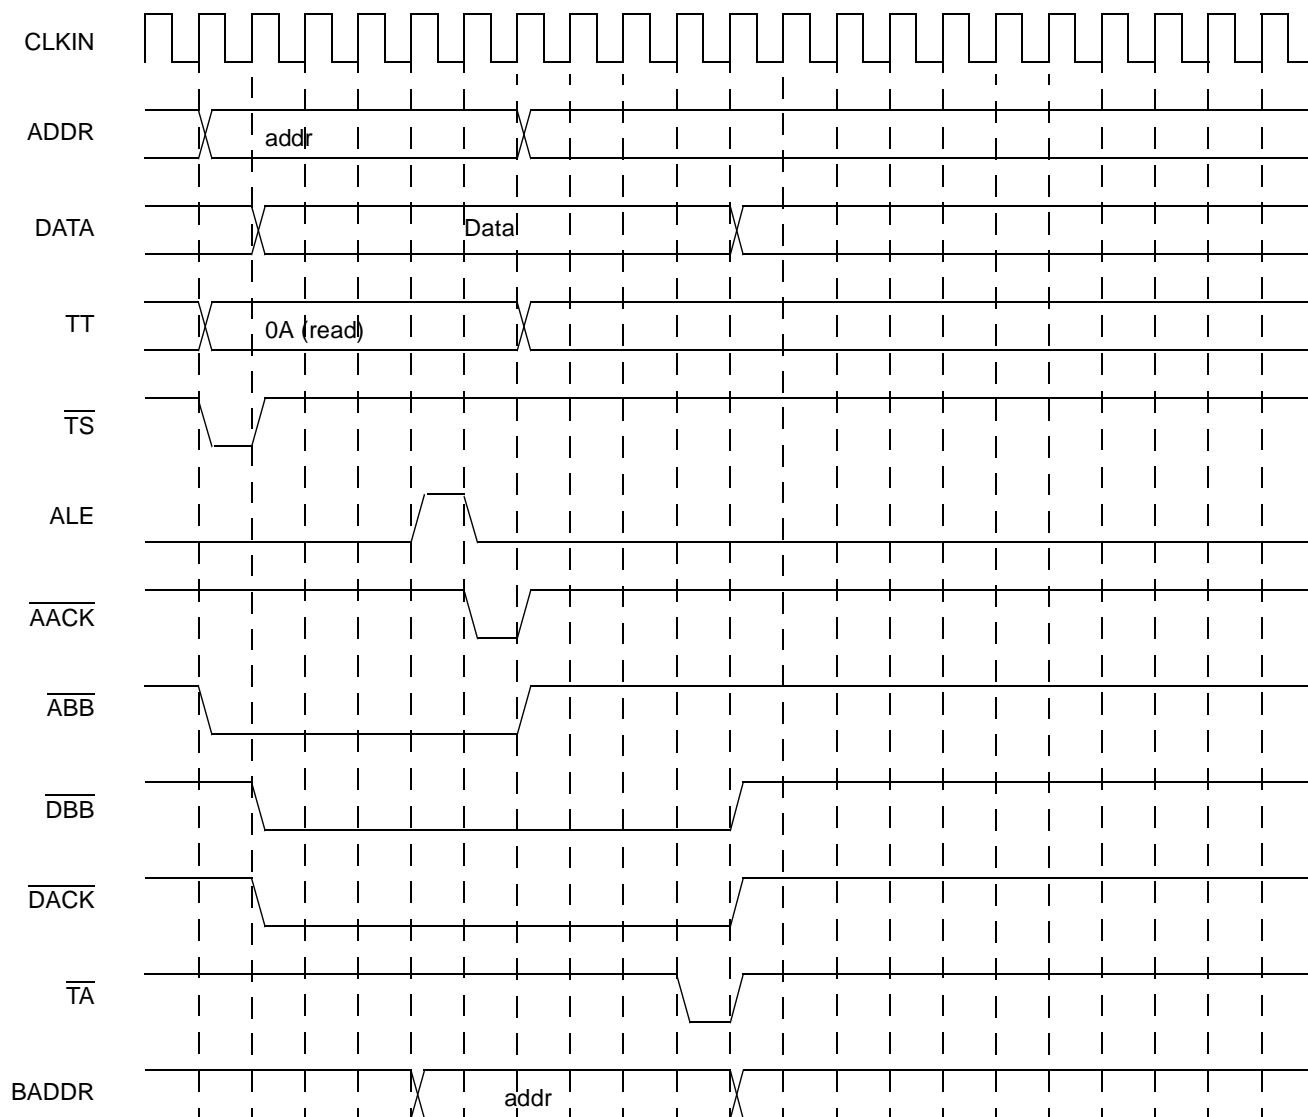 CLKIN
ADDR
addr
DATA
Data
TT
0A (read)
TS
ALE
AACK
ABB
DBB
DACK
TA
BADDR
addr